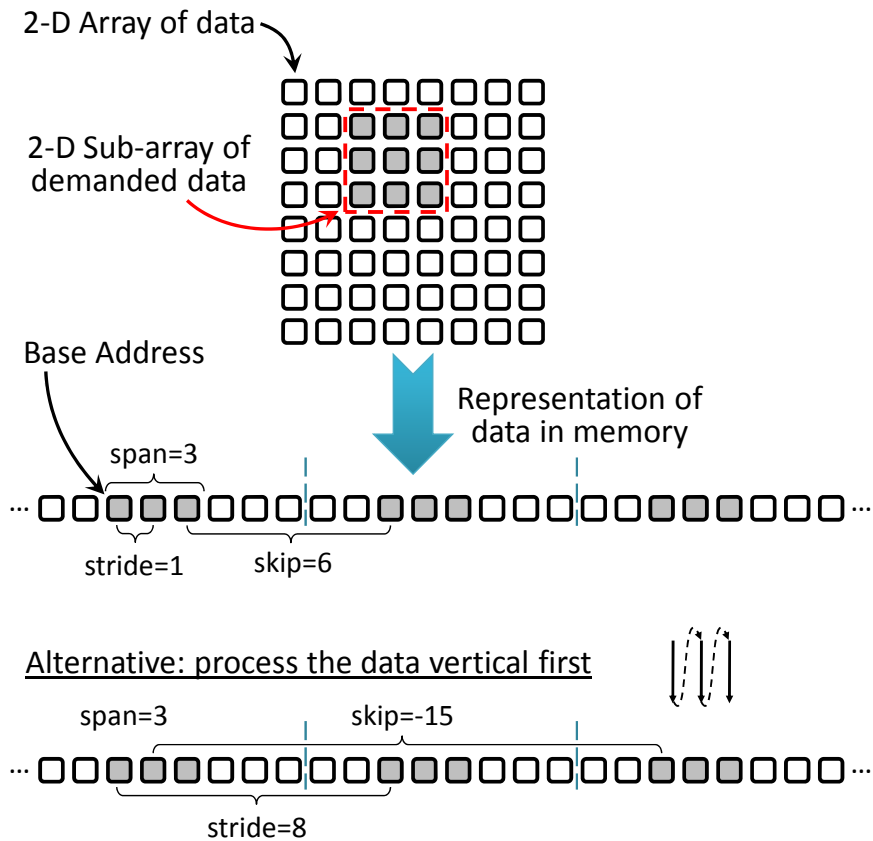 2-D Array of data
2-D Sub-array of
demanded data
Base Address
Representation of
data in memory
span=3
... ...
stride=1
skip=6
Alternative: process the data vertical first
span=3
skip=-15
... ...
stride=8